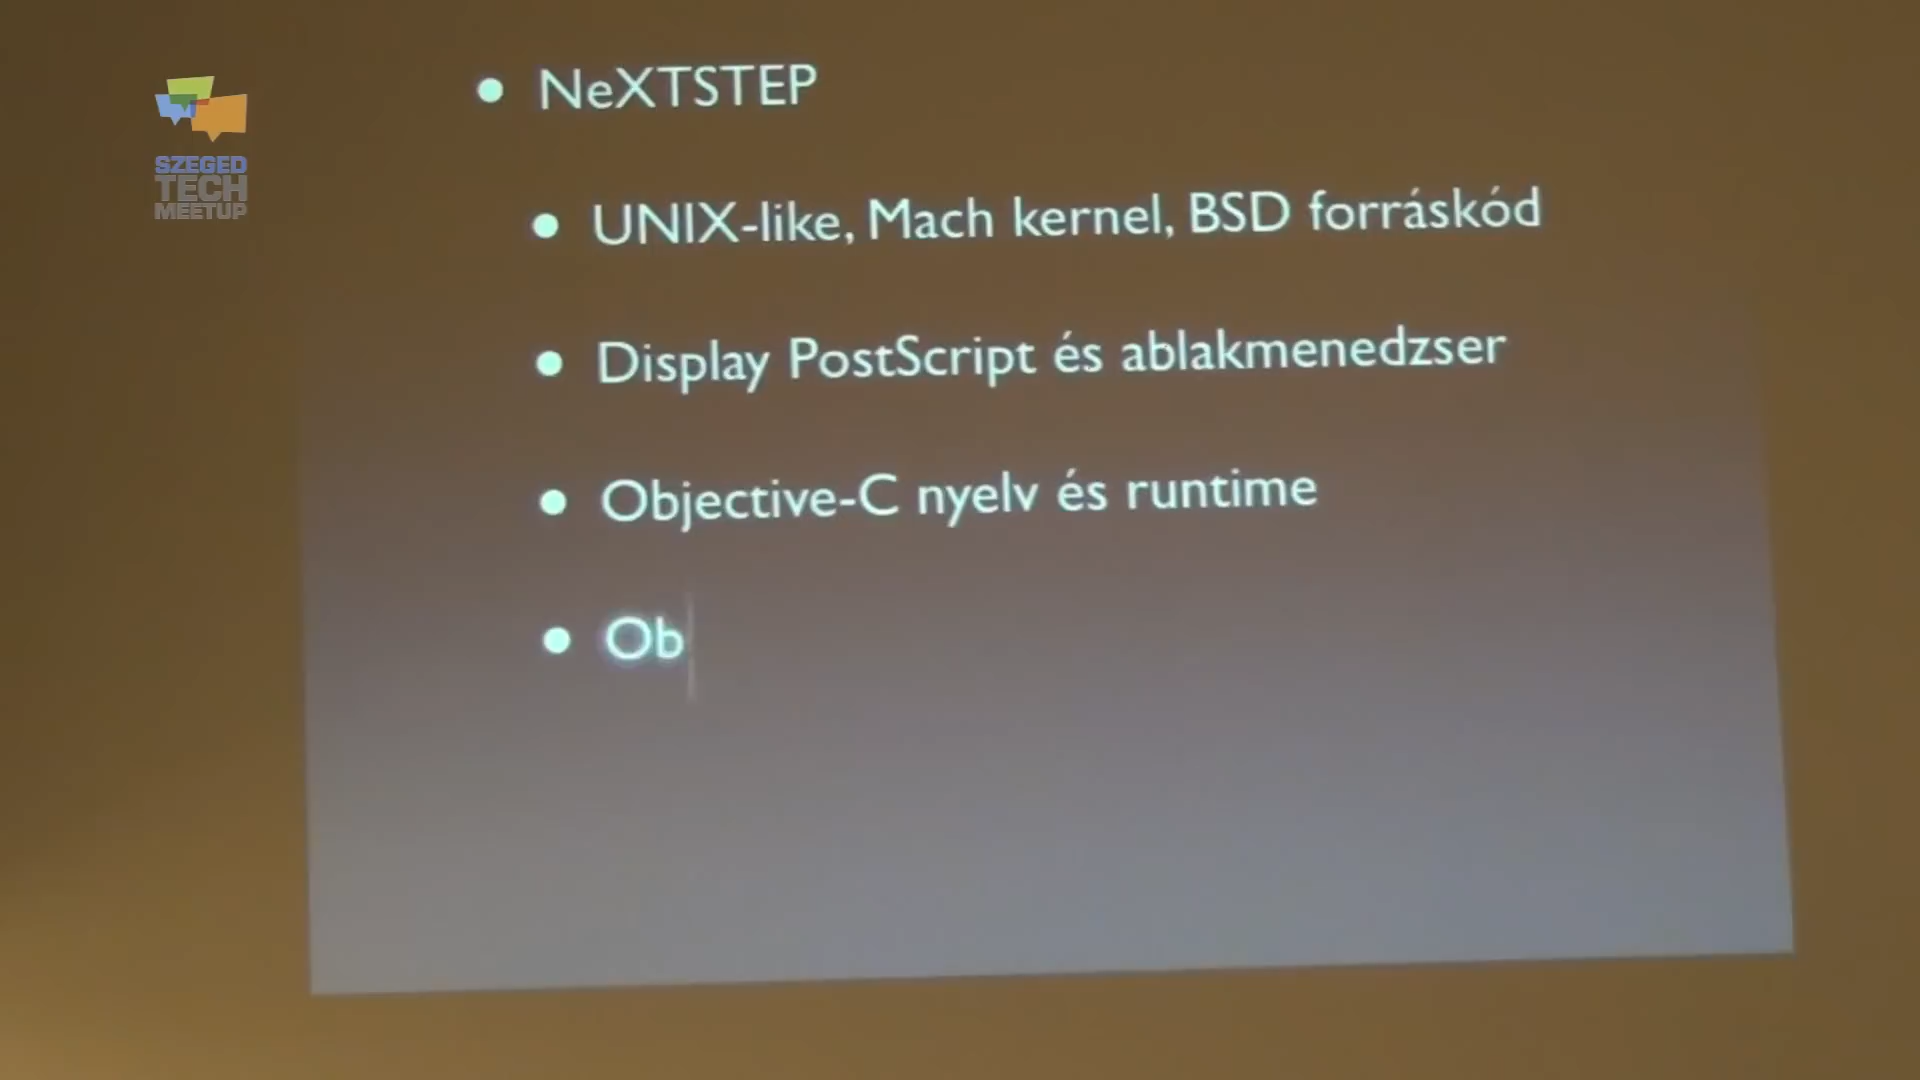 SZEGED
TECH
MEETUP
NeXTSTEP
UNIX-like, Mach kernel, BSD forráskód
Display PostScript és ablakmenedzser
Objective-C nyelv és runtime
Ob